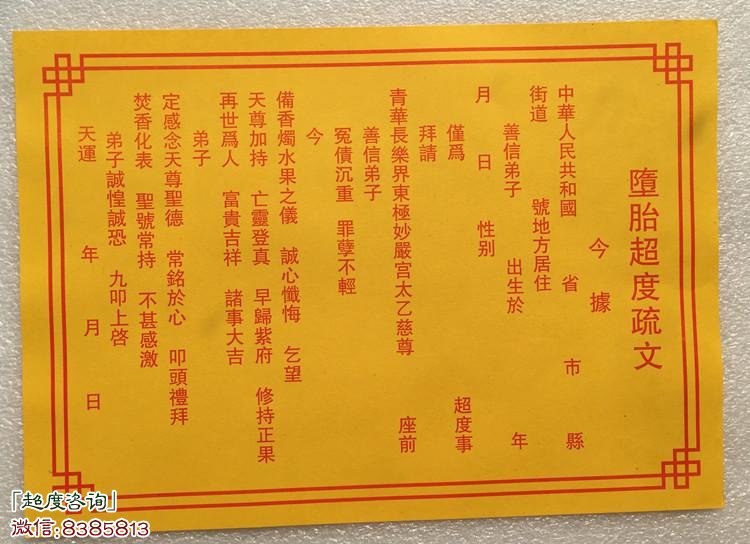 墮胎超度疏文
今據
中華人民共和國 省 市 縣
街道 號地方居住
善信弟子 出生於 年
月 日 性别
僅爲 超度事
拜請
青華長樂界東極妙嚴宫太乙慈尊 座前
善信弟子
冤債沉重 罪孽不輕
今
備香燭水果之儀 誠心懺悔 乞望
天尊加持 亡靈登真 早歸紫府 修持正果
再世爲人 富貴吉祥 諸事大吉
弟子
定感念天尊聖德 常銘於心 叩頭禮拜
焚香化表 聖號常持 不甚感激
弟子誠惶誠恐 九叩上啓
天運 年 月 日
「超度咨询」
微信:8385813